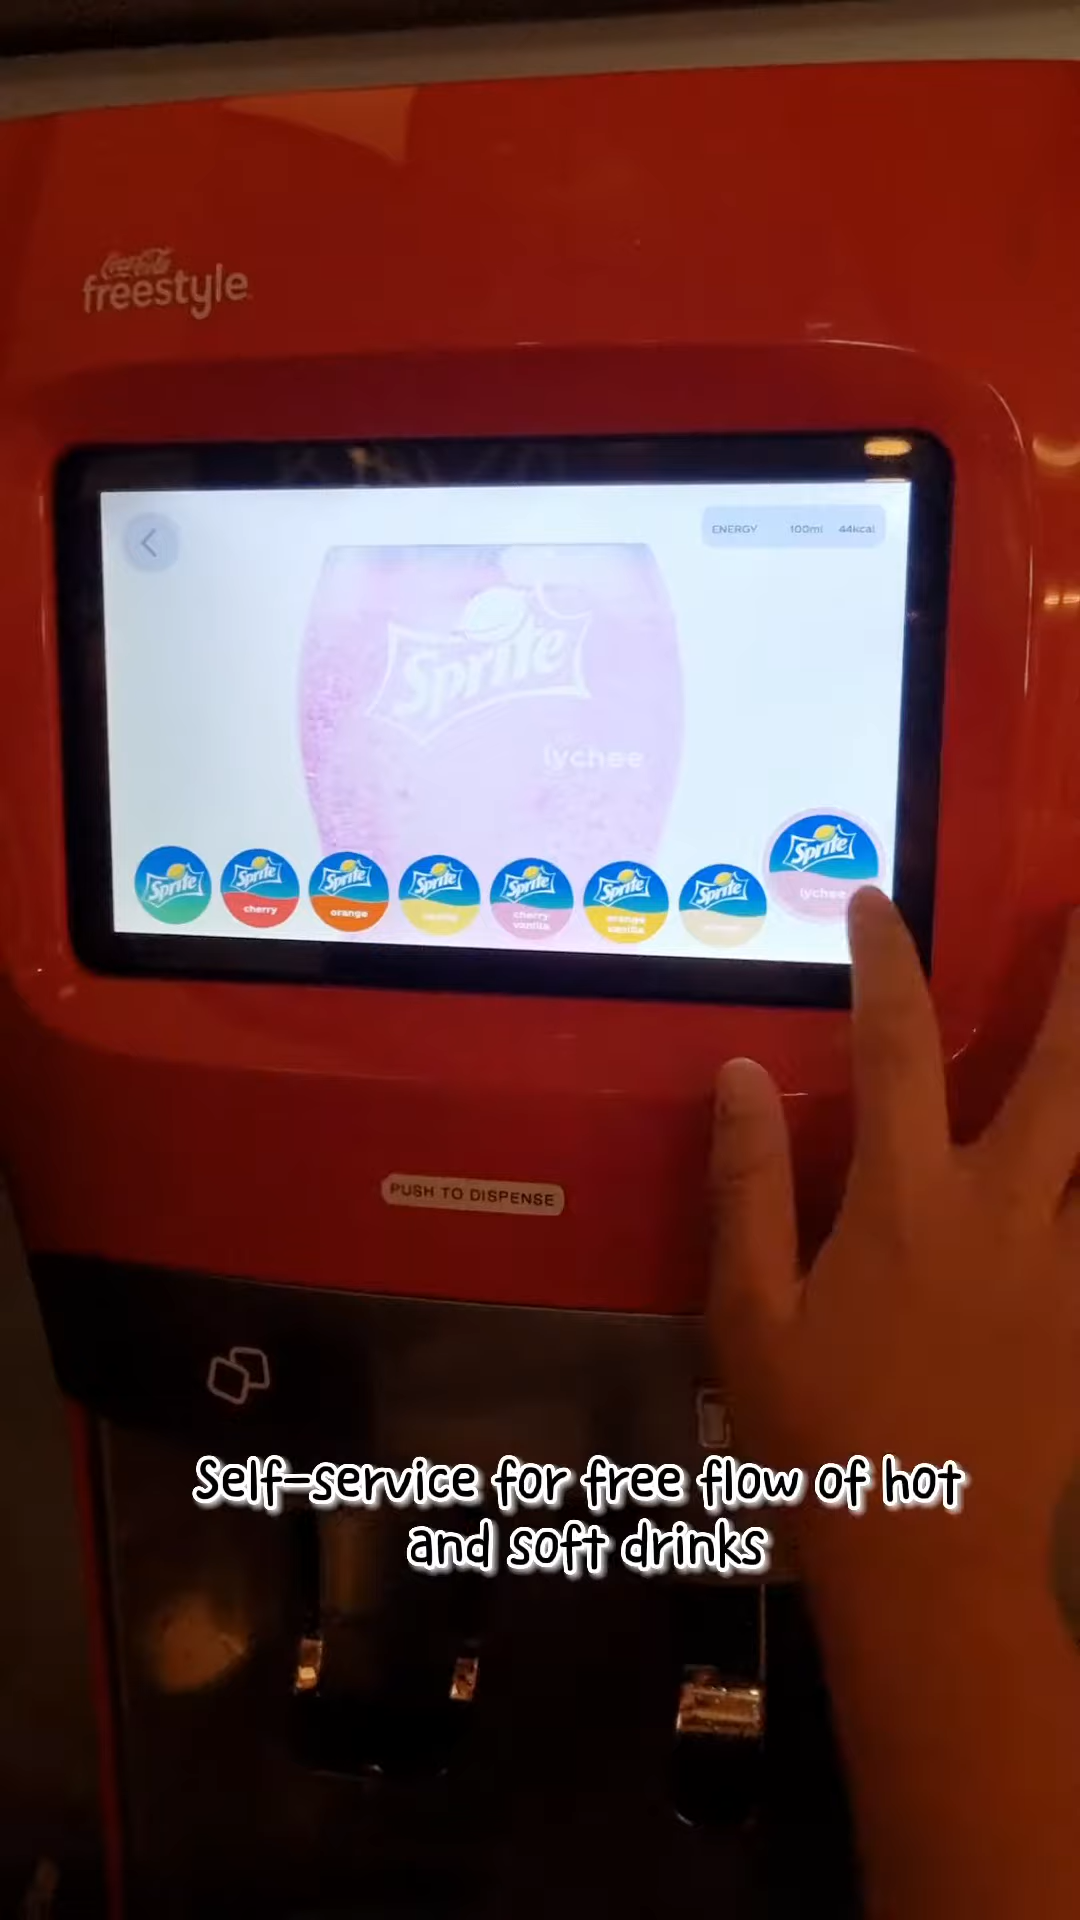 Coca-Cola
freestyle
ENERGY 100ml 44kcal
Sprite
lychee
Sprite
Sprite
cherry
Sprite
orange
Sprite
Sprite
cherry
vanilla
Sprite
orange
vanilla
Sprite
Sprite
lychee
PUSH TO DISPENSE
Self-service for free flow of hot
and soft drinks